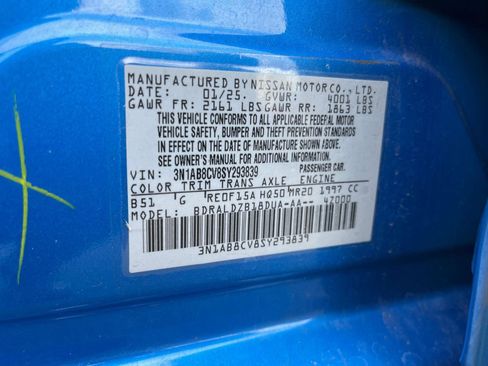 MANUFACTURED BY NISSAN MOTOR CO., LTD.
DATE: 01/25. GVWR: 4001 LBS
GAWR FR: 2161 LBS GAWR RR: 1863 LBS
THIS VEHICLE CONFORMS TO ALL APPLICABLE FEDERAL MOTOR
VEHICLE SAFETY, BUMPER AND THEFT PREVENTION STANDARDS
IN EFFECT ON THE DATE OF MANUFACTURE SHOWN ABOVE.
SEE OWNER'S MANUAL FOR ADDITIONAL INFORMATION.
VIN: 3N1AB8CV8SY293839 PASSENGER CAR.
COLOR TRIM TRANS AXLE ENGINE
B51 G RE0F15A HQ50 MR20 1997 CC
MODEL: BDRALDZB18DUA-AA-- 4Z000
3N1AB8CV8SY293839